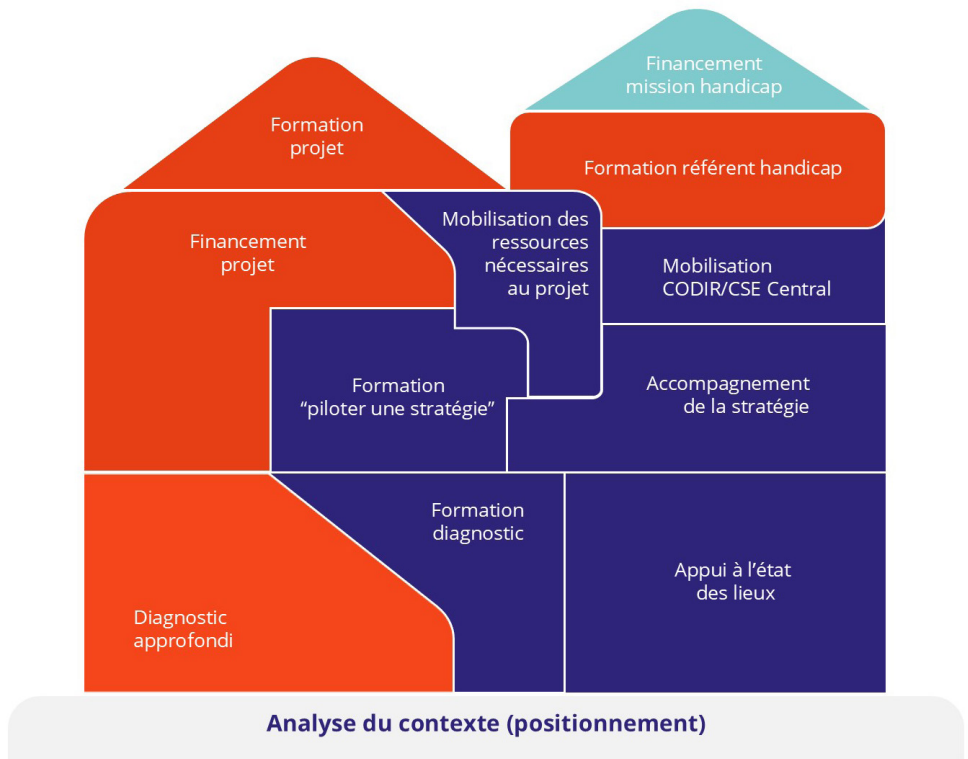 Financement
mission handicap
Formation
projet
Formation référent handicap
Mobilisation des
ressources
nécessaires
au projet
Financement
projet
Mobilisation
CODIR/CSE Central
Formation
“piloter une stratégie”
Accompagnement
de la stratégie
Formation
diagnostic
Appui à l’état
des lieux
Diagnostic
approfondi
Analyse du contexte (positionnement)